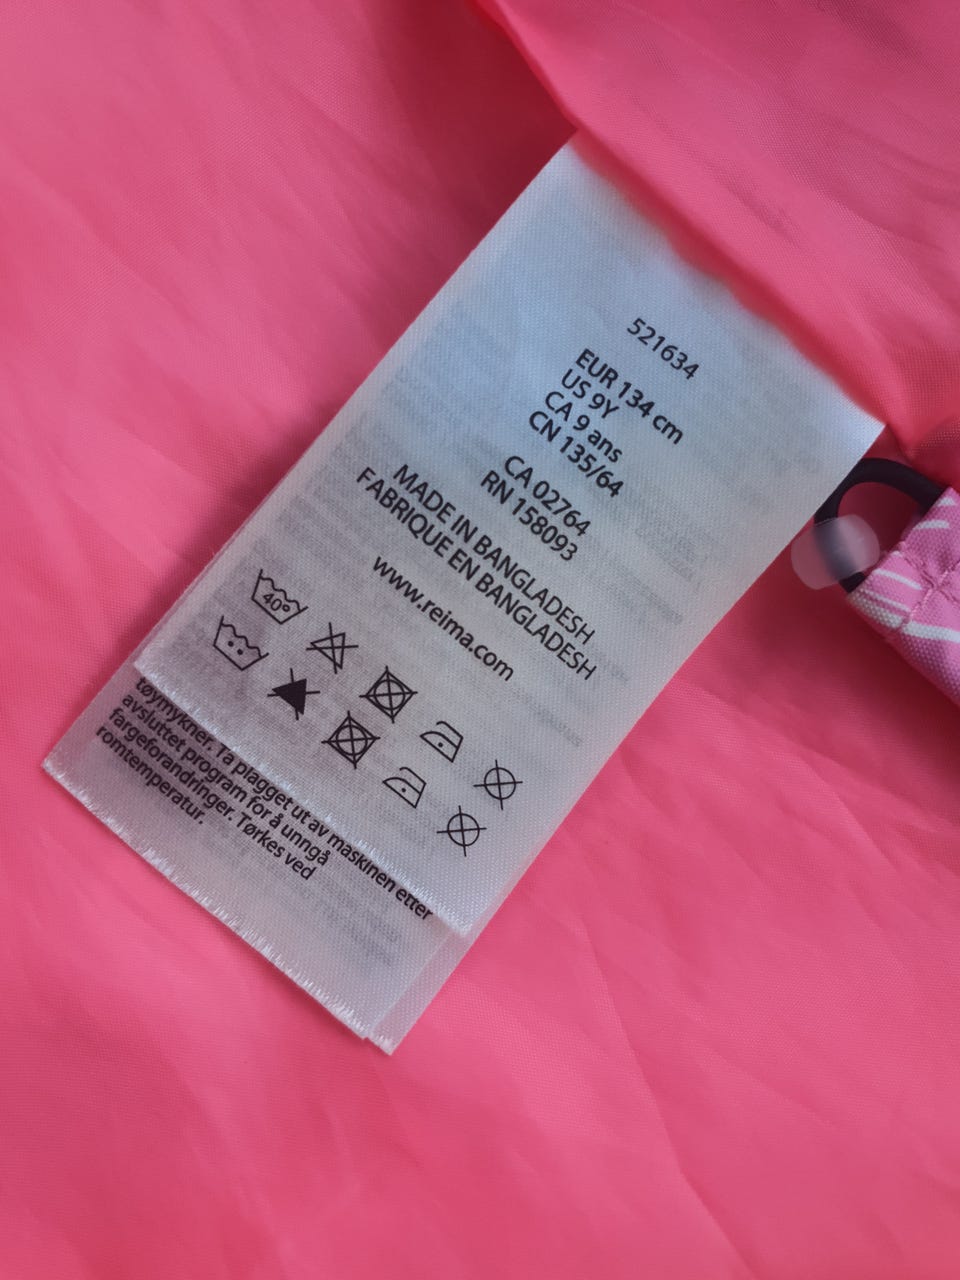 521634
EUR 134 cm
US 9Y
CA 9 ans
CN 135/64
CA 02764
RN 158093
MADE IN BANGLADESH
FABRIQUE EN BANGLADESH
www.reima.com
40°
tøymykner. Ta plagget ut av maskinen etter
avsluttet program for å unngå
fargeforandringer. Tørkes ved
romtemperatur.